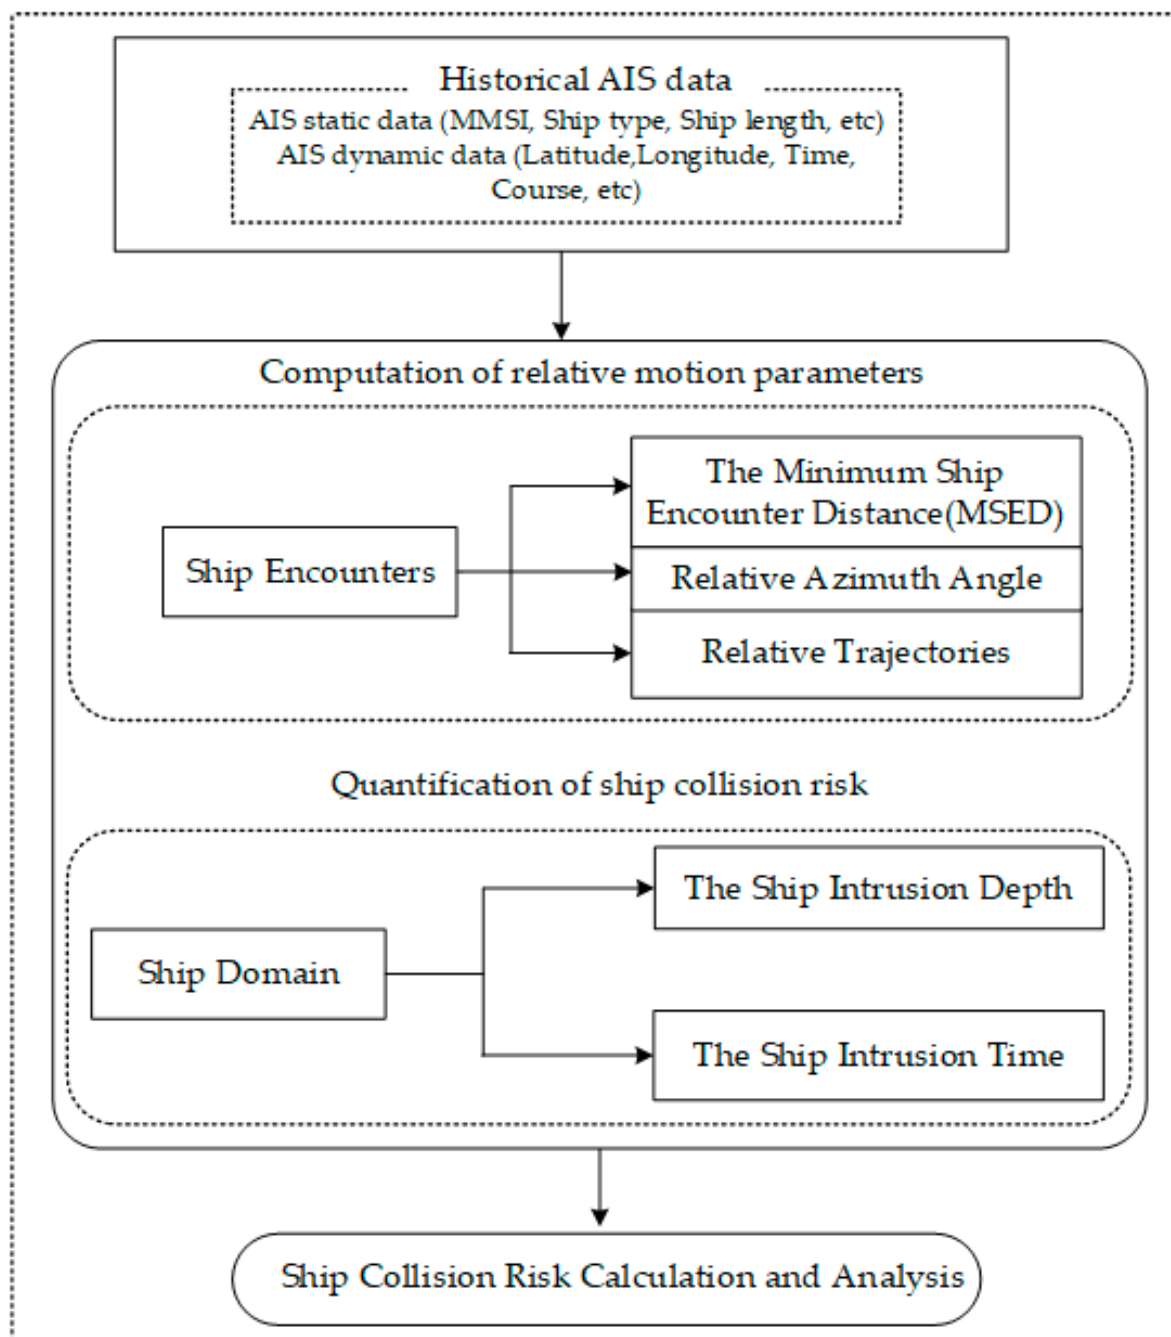 Historical AIS data
AIS static data (MMSI, Ship type, Ship length, etc)
AIS dynamic data (Latitude,Longitude, Time,
Course, etc)
Computation of relative motion parameters
The Minimum Ship
Encounter Distance(MSED)
Ship Encounters
Relative Azimuth Angle
Relative Trajectories
Quantification of ship collision risk
The Ship Intrusion Depth
Ship Domain
The Ship Intrusion Time
Ship Collision Risk Calculation and Analysis